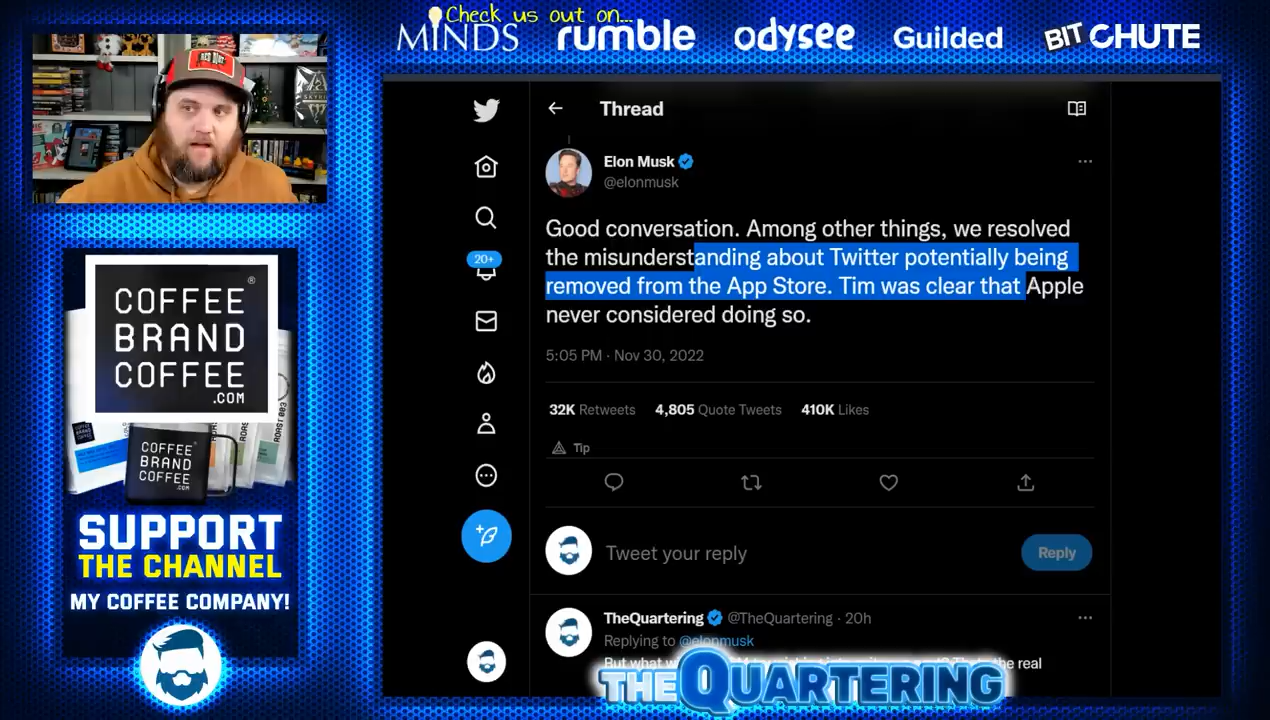 Check us out on...
MINDS rumble odysee Guilded BIT CHUTE
Thread
Elon Musk
@elonmusk
Good conversation. Among other things, we resolved
the misunderstanding about Twitter potentially being
removed from the App Store. Tim was clear that Apple
never considered doing so.
5:05 PM · Nov 30, 2022
32K Retweets 4,805 Quote Tweets 410K Likes
Tip
Tweet your reply
Reply
TheQuartering @TheQuartering · 20h
Replying to @elonmusk
But what the real
20+
COFFEE
BRAND
COFFEE
.COM
®
COFFEE
BRAND
COFFEE
.COM
SUPPORT
THE CHANNEL
MY COFFEE COMPANY!
THEQUARTERING